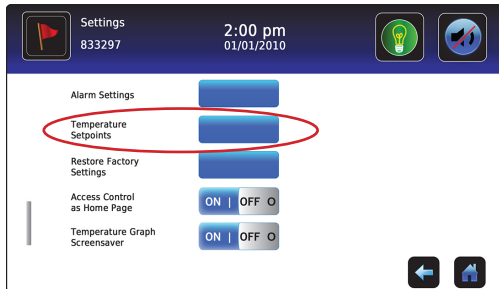 Settings
833297
2:00 pm
01/01/2010
Alarm Settings
Temperature
Setpoints
Restore Factory
Settings
Access Control
as Home Page
ON | OFF O
Temperature Graph
Screensaver
ON | OFF O